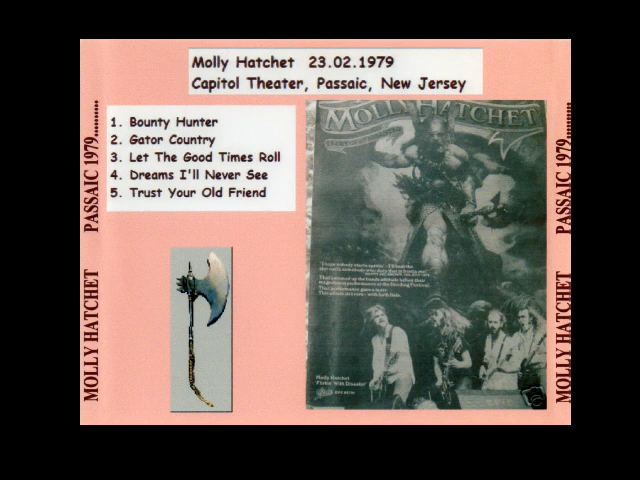 Molly Hatchet 23.02.1979
Capitol Theater, Passaic, New Jersey
1. Bounty Hunter
2. Gator Country
3. Let The Good Times Roll
4. Dreams I'll Never See
5. Trust Your Old Friend
MOLLY HATCHET
Molly Hatchet
'Flirtin' With Disaster'
MOLLY HATCHET PASSAIC 1979..........
MOLLY HATCHET PASSAIC 1979..........